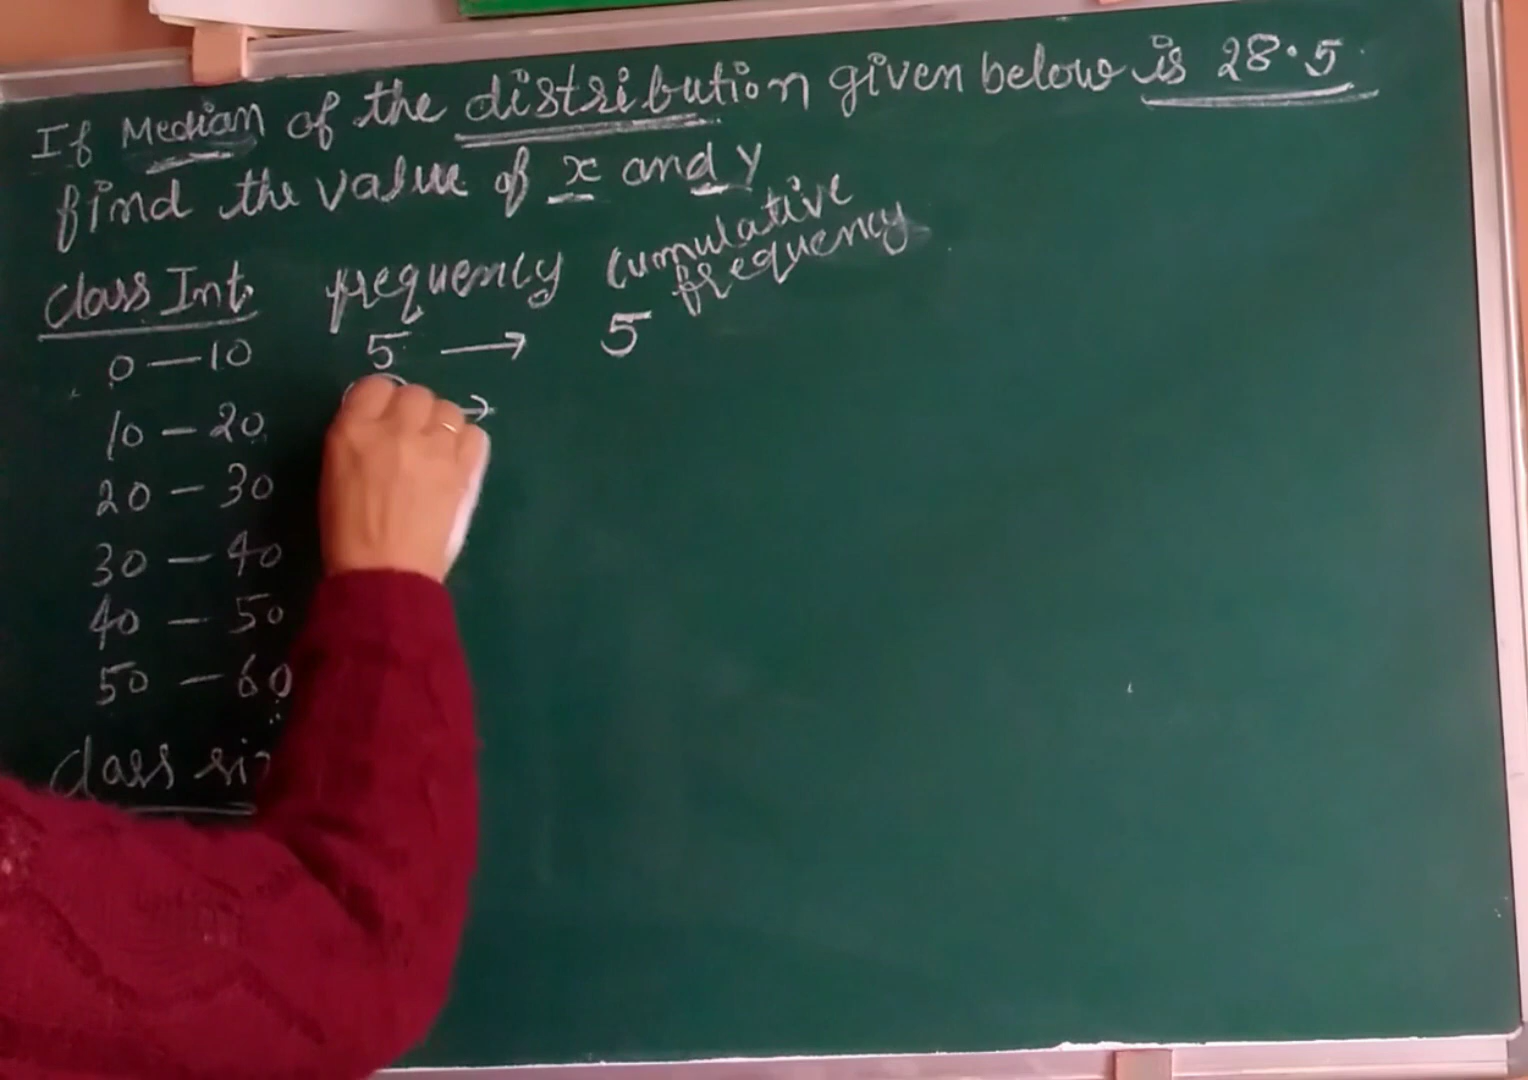 If Median of the distribution given below is 28.5
find the value of x and y
class Int. frequency cumulative frequency
0 — 10 5 → 5
10 — 20 →
20 — 30
30 — 40
40 — 50
50 — 60
class